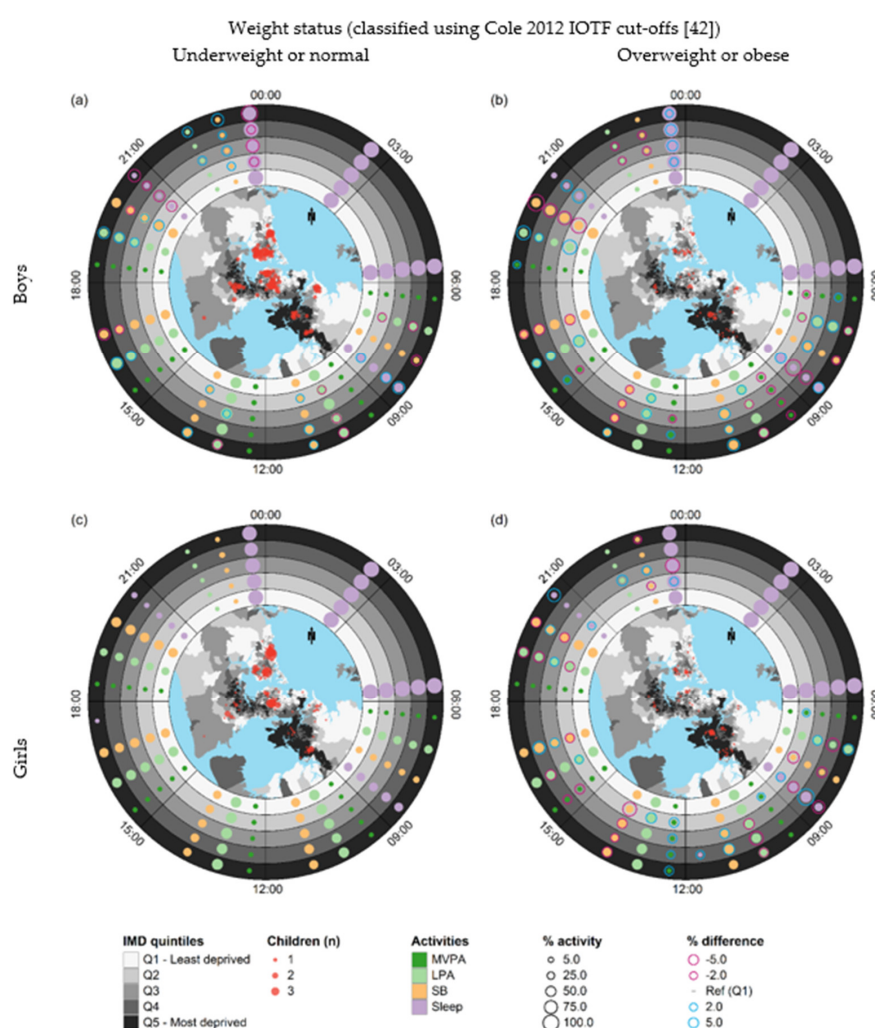 Weight status (classified using Cole 2012 IOTF cut-offs [42])
Underweight or normal Overweight or obese
(a) 00:00 (b) 00:00
21:00 03:00 21:00 03:00
Boys
18:00 06:00 18:00 06:00
15:00 09:00 15:00 09:00
12:00 12:00
N N
(c) 00:00 (d) 00:00
21:00 03:00 21:00 03:00
Girls
18:00 06:00 18:00 06:00
15:00 09:00 15:00 09:00
12:00 12:00
N N
IMD quintiles Children (n) Activities % activity % difference
Q1 - Least deprived 1 MVPA 5.0 -5.0
Q2 2 LPA 25.0 -2.0
Q3 3 SB 50.0 Ref (Q1)
Q4 Sleep 75.0 2.0
Q5 - Most deprived 100.0 5.0